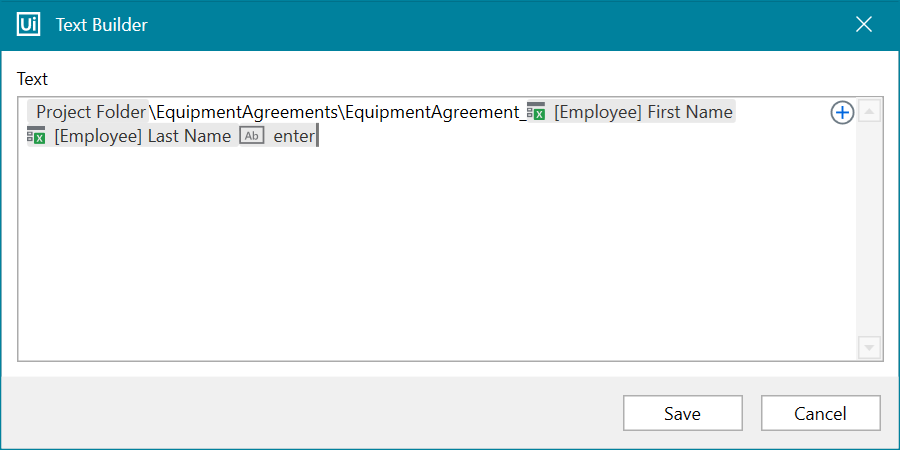 Ui Text Builder
Text
Project Folder\EquipmentAgreements\EquipmentAgreement_ [Employee] First Name
[Employee] Last Name Ab enter
Save Cancel